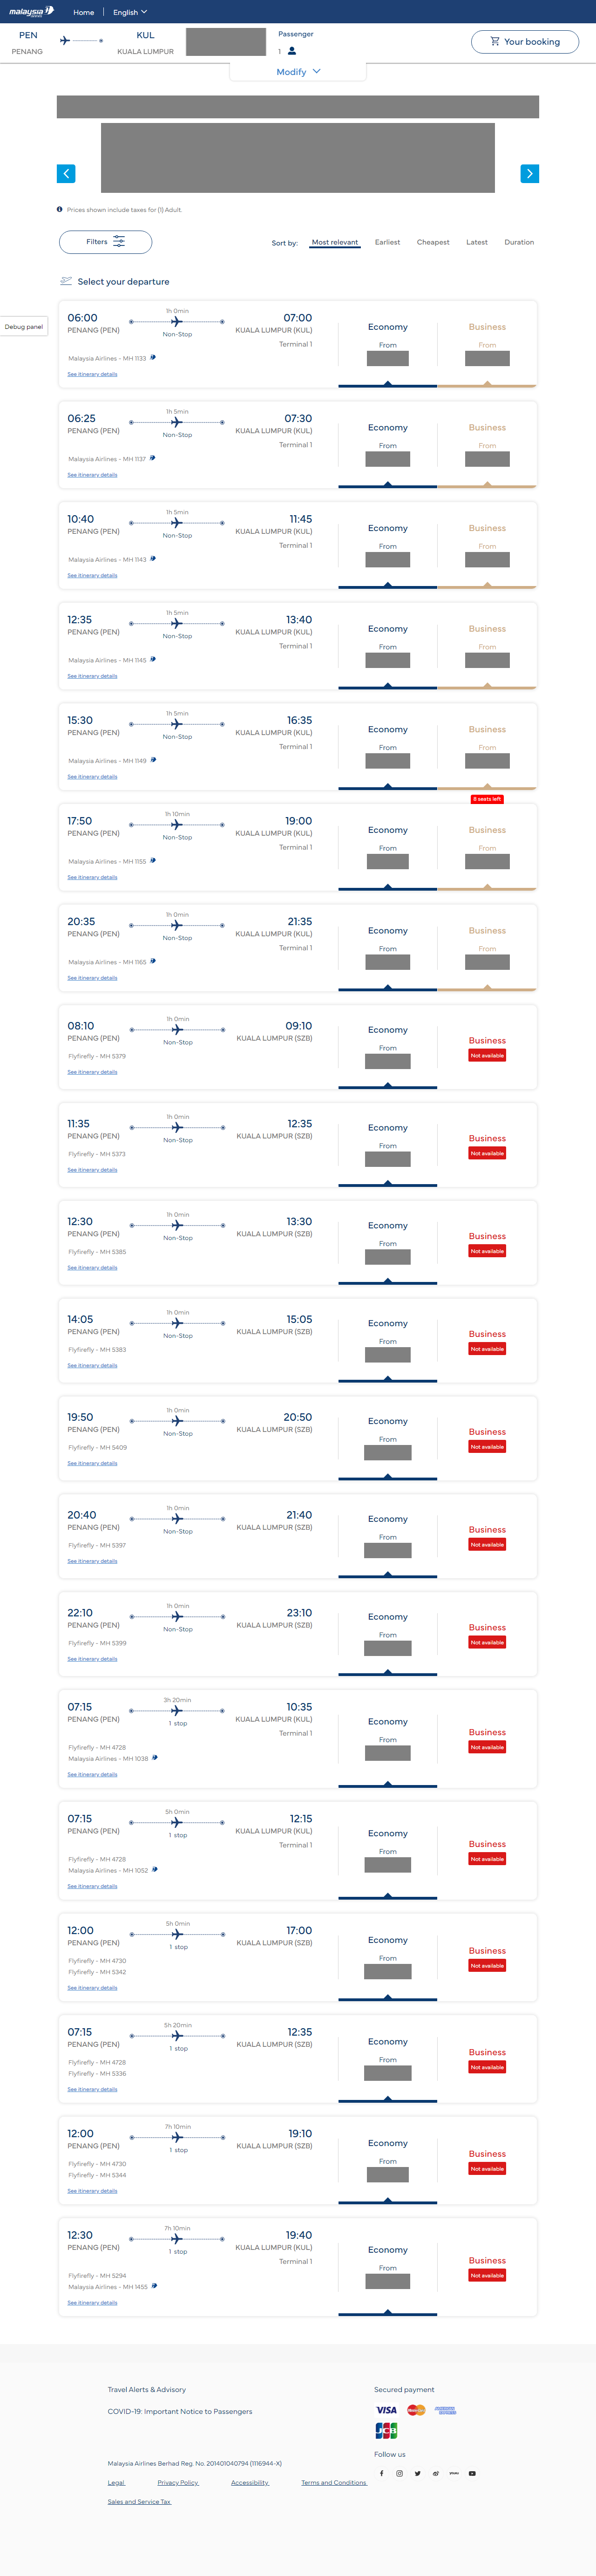 malaysia airlines Home English
PEN KUL Passenger
PENANG KUALA LUMPUR 1
Your booking
Modify
Prices shown include taxes for (1) Adult.
Filters
Sort by: Most relevant Earliest Cheapest Latest Duration
Select your departure
Debug panel
06:00 1h 0min 07:00
PENANG (PEN) Non-Stop KUALA LUMPUR (KUL)
Terminal 1
Malaysia Airlines - MH 1133
See itinerary details
Economy From
Business From
06:25 1h 5min 07:30
PENANG (PEN) Non-Stop KUALA LUMPUR (KUL)
Terminal 1
Malaysia Airlines - MH 1137
See itinerary details
Economy From
Business From
10:40 1h 5min 11:45
PENANG (PEN) Non-Stop KUALA LUMPUR (KUL)
Terminal 1
Malaysia Airlines - MH 1143
See itinerary details
Economy From
Business From
12:35 1h 5min 13:40
PENANG (PEN) Non-Stop KUALA LUMPUR (KUL)
Terminal 1
Malaysia Airlines - MH 1145
See itinerary details
Economy From
Business From
15:30 1h 5min 16:35
PENANG (PEN) Non-Stop KUALA LUMPUR (KUL)
Terminal 1
Malaysia Airlines - MH 1149
See itinerary details
Economy From
Business From
8 seats left
17:50 1h 10min 19:00
PENANG (PEN) Non-Stop KUALA LUMPUR (KUL)
Terminal 1
Malaysia Airlines - MH 1155
See itinerary details
Economy From
Business From
20:35 1h 0min 21:35
PENANG (PEN) Non-Stop KUALA LUMPUR (KUL)
Terminal 1
Malaysia Airlines - MH 1165
See itinerary details
Economy From
Business From
08:10 1h 0min 09:10
PENANG (PEN) Non-Stop KUALA LUMPUR (SZB)
Flyfirefly - MH 5379
See itinerary details
Economy From
Business Not available
11:35 1h 0min 12:35
PENANG (PEN) Non-Stop KUALA LUMPUR (SZB)
Flyfirefly - MH 5373
See itinerary details
Economy From
Business Not available
12:30 1h 0min 13:30
PENANG (PEN) Non-Stop KUALA LUMPUR (SZB)
Flyfirefly - MH 5385
See itinerary details
Economy From
Business Not available
14:05 1h 0min 15:05
PENANG (PEN) Non-Stop KUALA LUMPUR (SZB)
Flyfirefly - MH 5383
See itinerary details
Economy From
Business Not available
19:50 1h 0min 20:50
PENANG (PEN) Non-Stop KUALA LUMPUR (SZB)
Flyfirefly - MH 5409
See itinerary details
Economy From
Business Not available
20:40 1h 0min 21:40
PENANG (PEN) Non-Stop KUALA LUMPUR (SZB)
Flyfirefly - MH 5397
See itinerary details
Economy From
Business Not available
22:10 1h 0min 23:10
PENANG (PEN) Non-Stop KUALA LUMPUR (SZB)
Flyfirefly - MH 5399
See itinerary details
Economy From
Business Not available
07:15 3h 20min 10:35
PENANG (PEN) 1 stop KUALA LUMPUR (KUL)
Terminal 1
Flyfirefly - MH 4728
Malaysia Airlines - MH 1038
See itinerary details
Economy From
Business Not available
07:15 5h 0min 12:15
PENANG (PEN) 1 stop KUALA LUMPUR (KUL)
Terminal 1
Flyfirefly - MH 4728
Malaysia Airlines - MH 1052
See itinerary details
Economy From
Business Not available
12:00 5h 0min 17:00
PENANG (PEN) 1 stop KUALA LUMPUR (SZB)
Flyfirefly - MH 4730
Flyfirefly - MH 5342
See itinerary details
Economy From
Business Not available
07:15 5h 20min 12:35
PENANG (PEN) 1 stop KUALA LUMPUR (SZB)
Flyfirefly - MH 4728
Flyfirefly - MH 5336
See itinerary details
Economy From
Business Not available
12:00 7h 10min 19:10
PENANG (PEN) 1 stop KUALA LUMPUR (SZB)
Flyfirefly - MH 4730
Flyfirefly - MH 5344
See itinerary details
Economy From
Business Not available
12:30 7h 10min 19:40
PENANG (PEN) 1 stop KUALA LUMPUR (KUL)
Terminal 1
Flyfirefly - MH 5294
Malaysia Airlines - MH 1455
See itinerary details
Economy From
Business Not available
Travel Alerts & Advisory
COVID-19: Important Notice to Passengers
Secured payment
VISA MasterCard AMERICAN EXPRESS
JCB
Follow us
Malaysia Airlines Berhad Reg. No. 201401040794 (1116944-X)
Legal Privacy Policy Accessibility Terms and Conditions
Sales and Service Tax